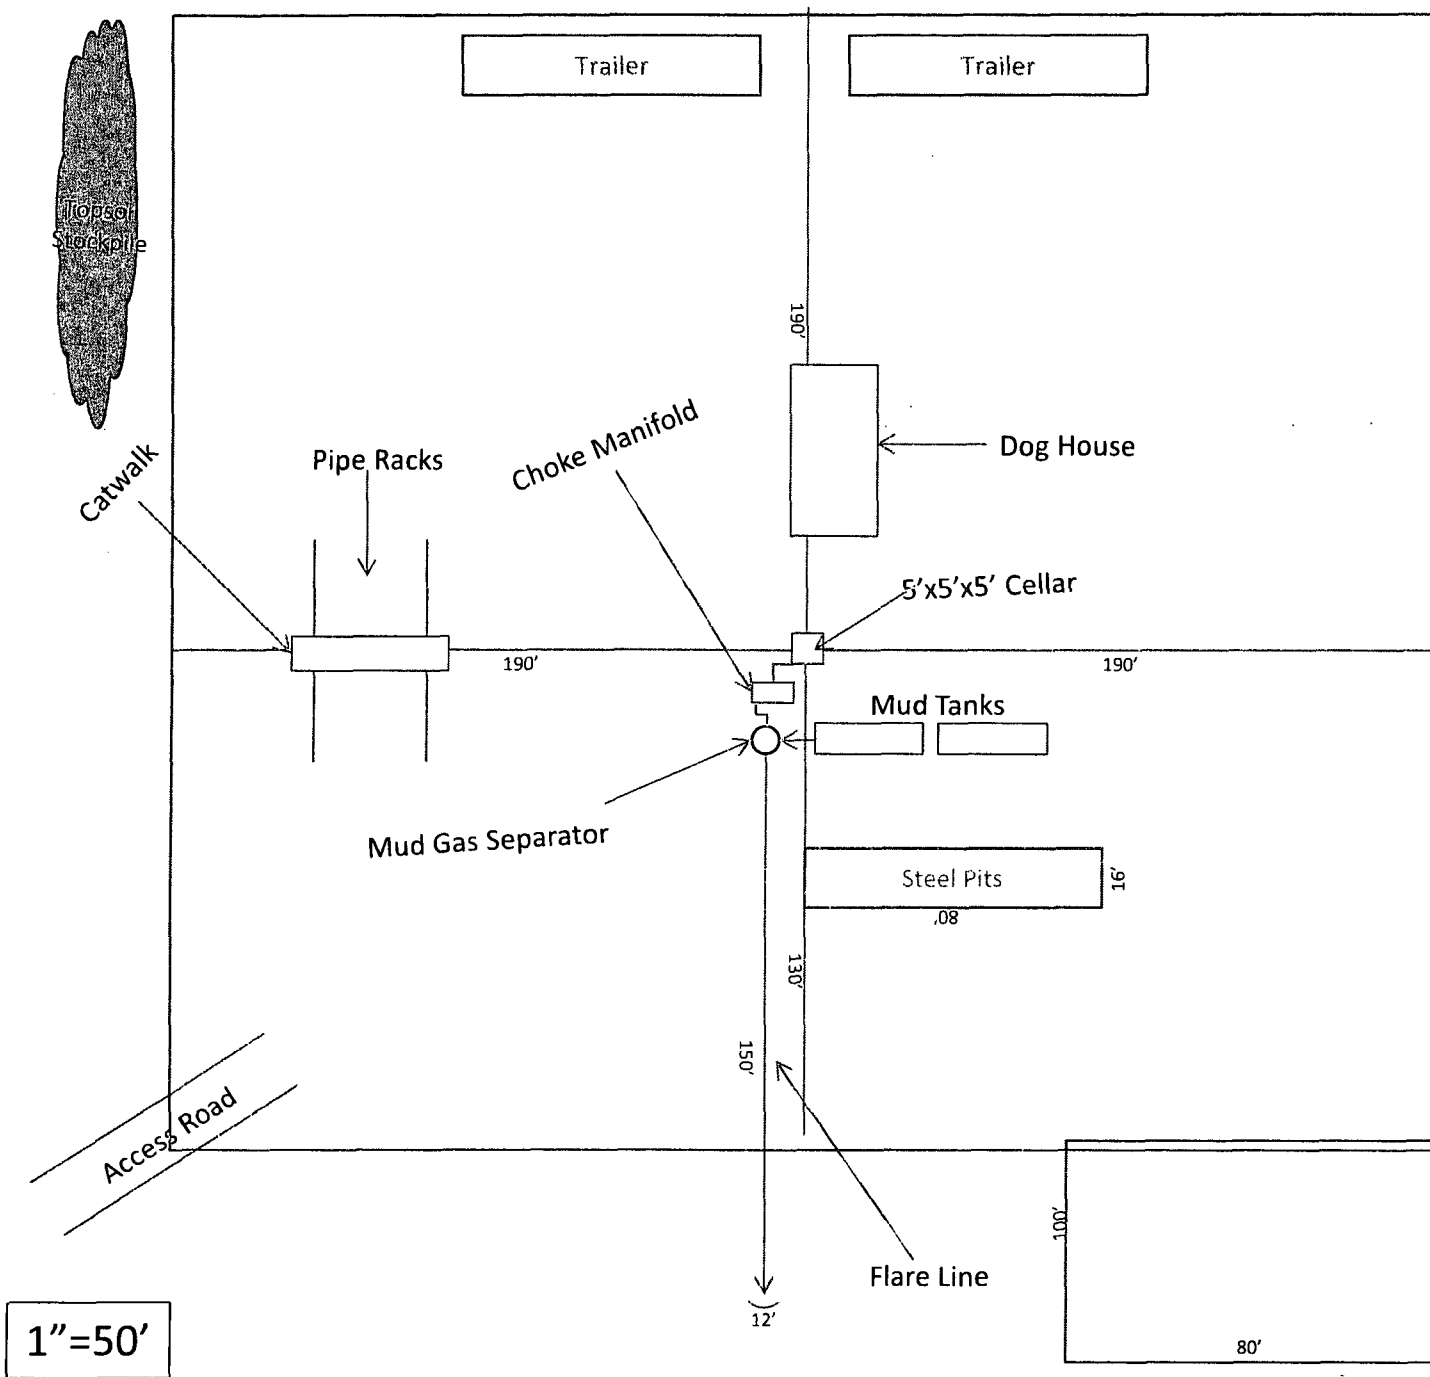 Trailer
Trailer
Topsoil
Stockpile
190'
Choke Manifold
Pipe Racks
Dog House
Catwalk
5'x5'x5' Cellar
190'
190'
Mud Tanks
Mud Gas Separator
Steel Pits
16'
80'
130'
150'
Access Road
100'
Flare Line
12'
1"=50'
80'